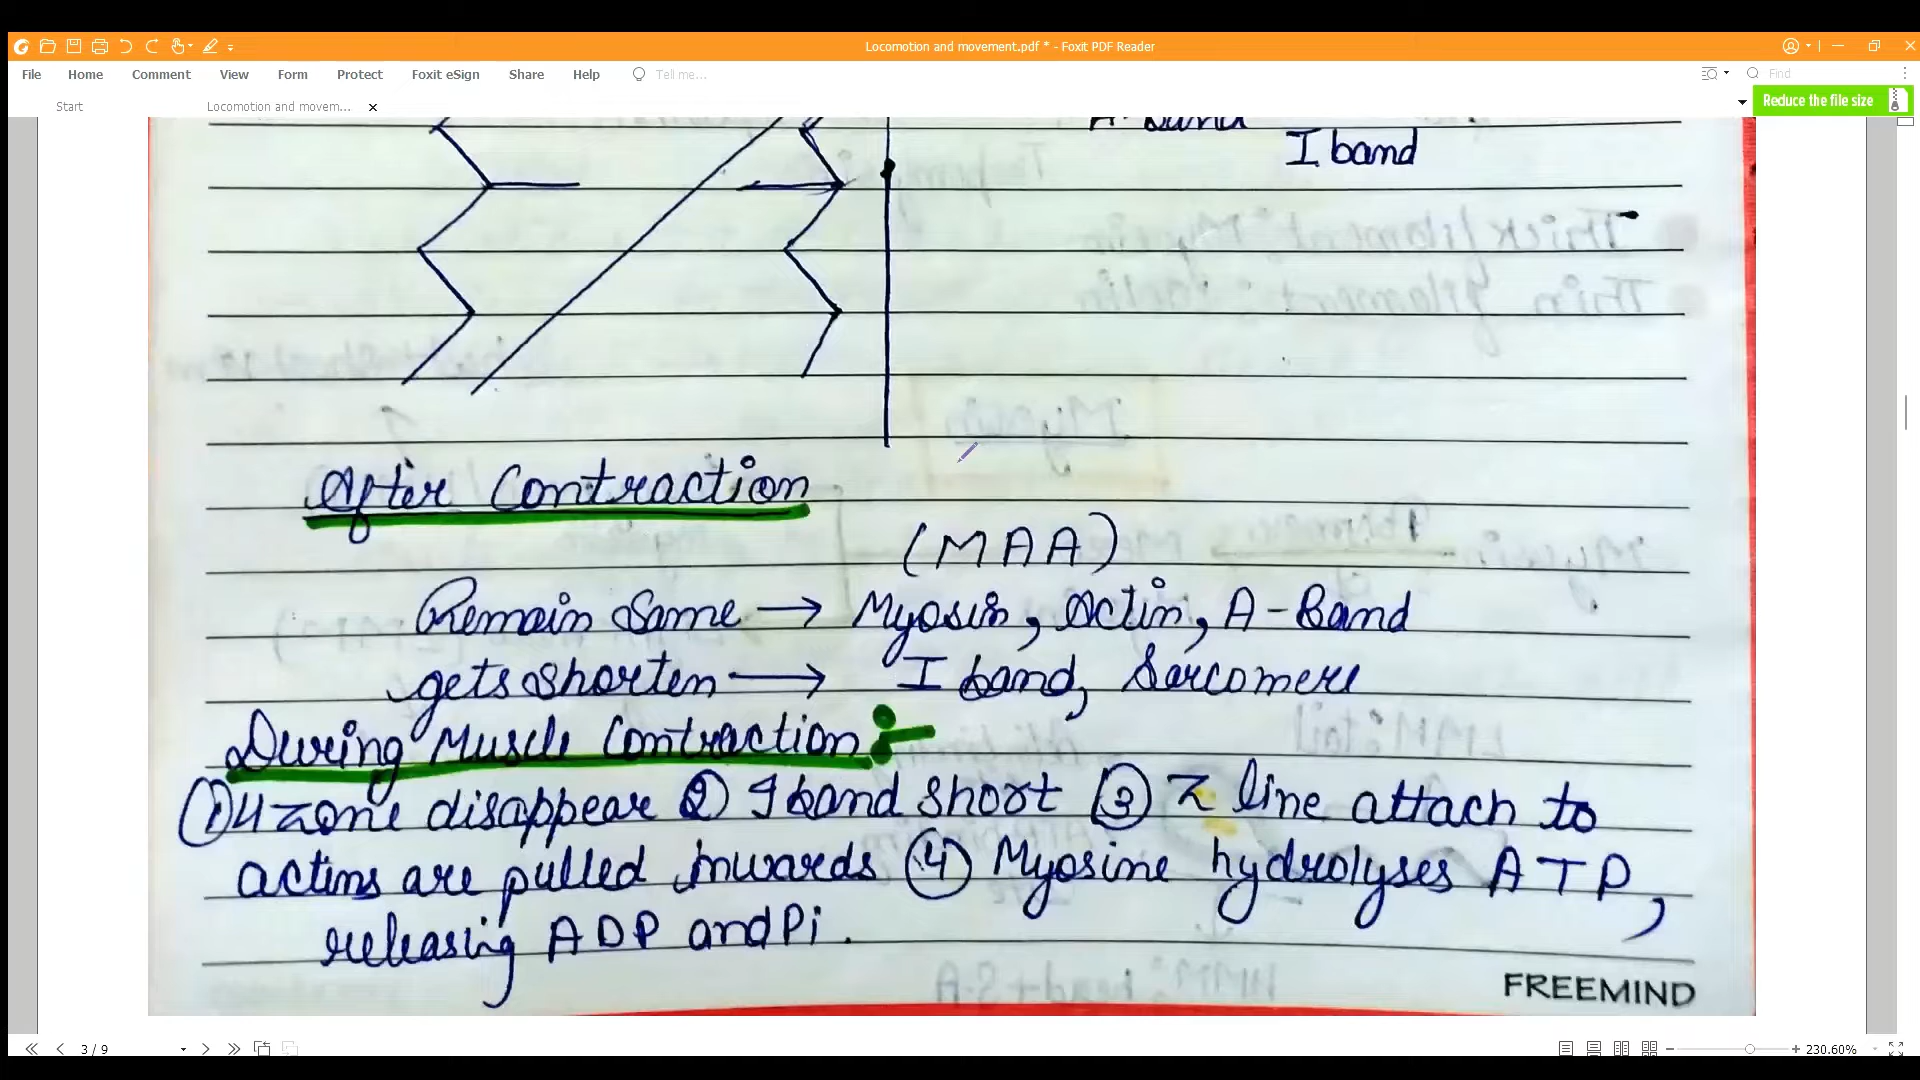 Locomotion and movement.pdf * - Foxit PDF Reader
File Home Comment View Form Protect Foxit eSign Share Help Tell me... Find
Start Locomotion and movem... Reduce the file size
I band
After Contraction
(MAA)
Remain Same → Myosin, Actin, A-Band
gets shorten → I band, Sarcomere
During Muscle Contraction :-
① H zone disappear ② I band short ③ Z line attach to
actins are pulled inwards ④ Myosine hydrolyses ATP,
releasing ADP and Pi.
FREEMIND
3 / 9 230.60%